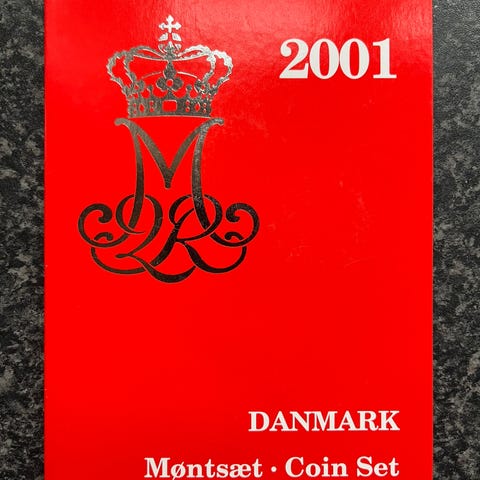 2001
DANMARK
Møntsæt · Coin Set